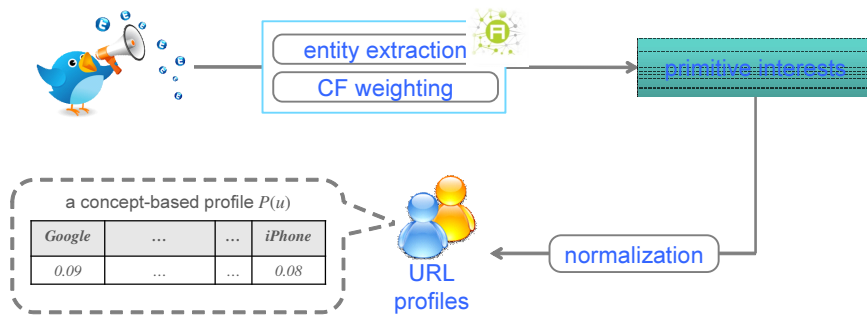 entity extraction
CF weighting
primitive interests
a concept-based profile P(u)
Google … … iPhone
0.09 … … 0.08
URL
profiles
normalization